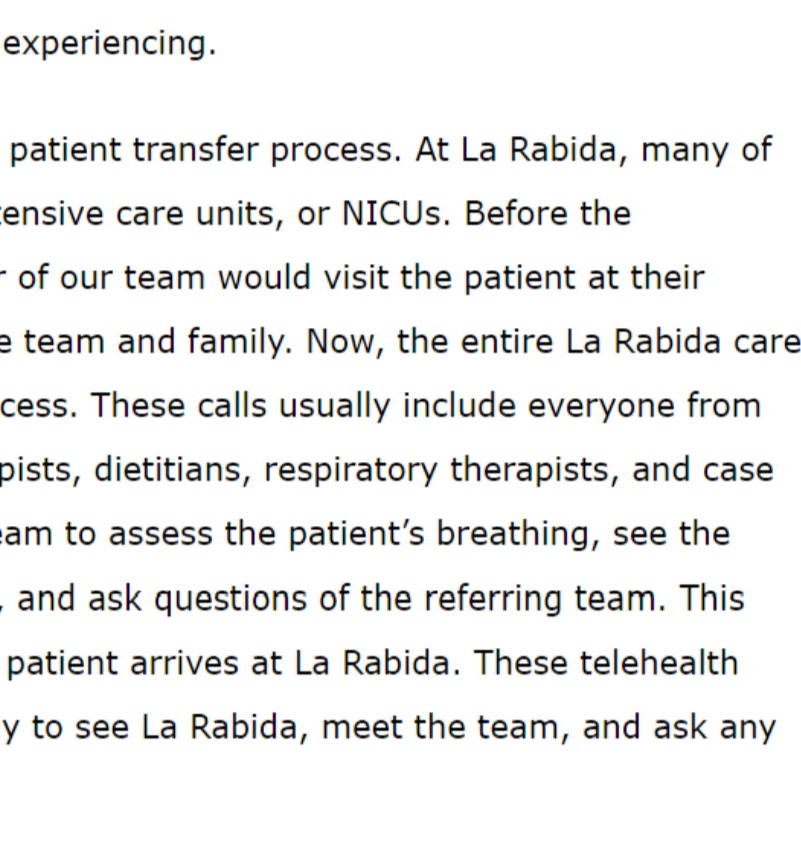 experiencing.
patient transfer process. At La Rabida, many of
tensive care units, or NICUs. Before the
r of our team would visit the patient at their
e team and family. Now, the entire La Rabida care
cess. These calls usually include everyone from
pists, dietitians, respiratory therapists, and case
eam to assess the patient’s breathing, see the
, and ask questions of the referring team. This
patient arrives at La Rabida. These telehealth
y to see La Rabida, meet the team, and ask any